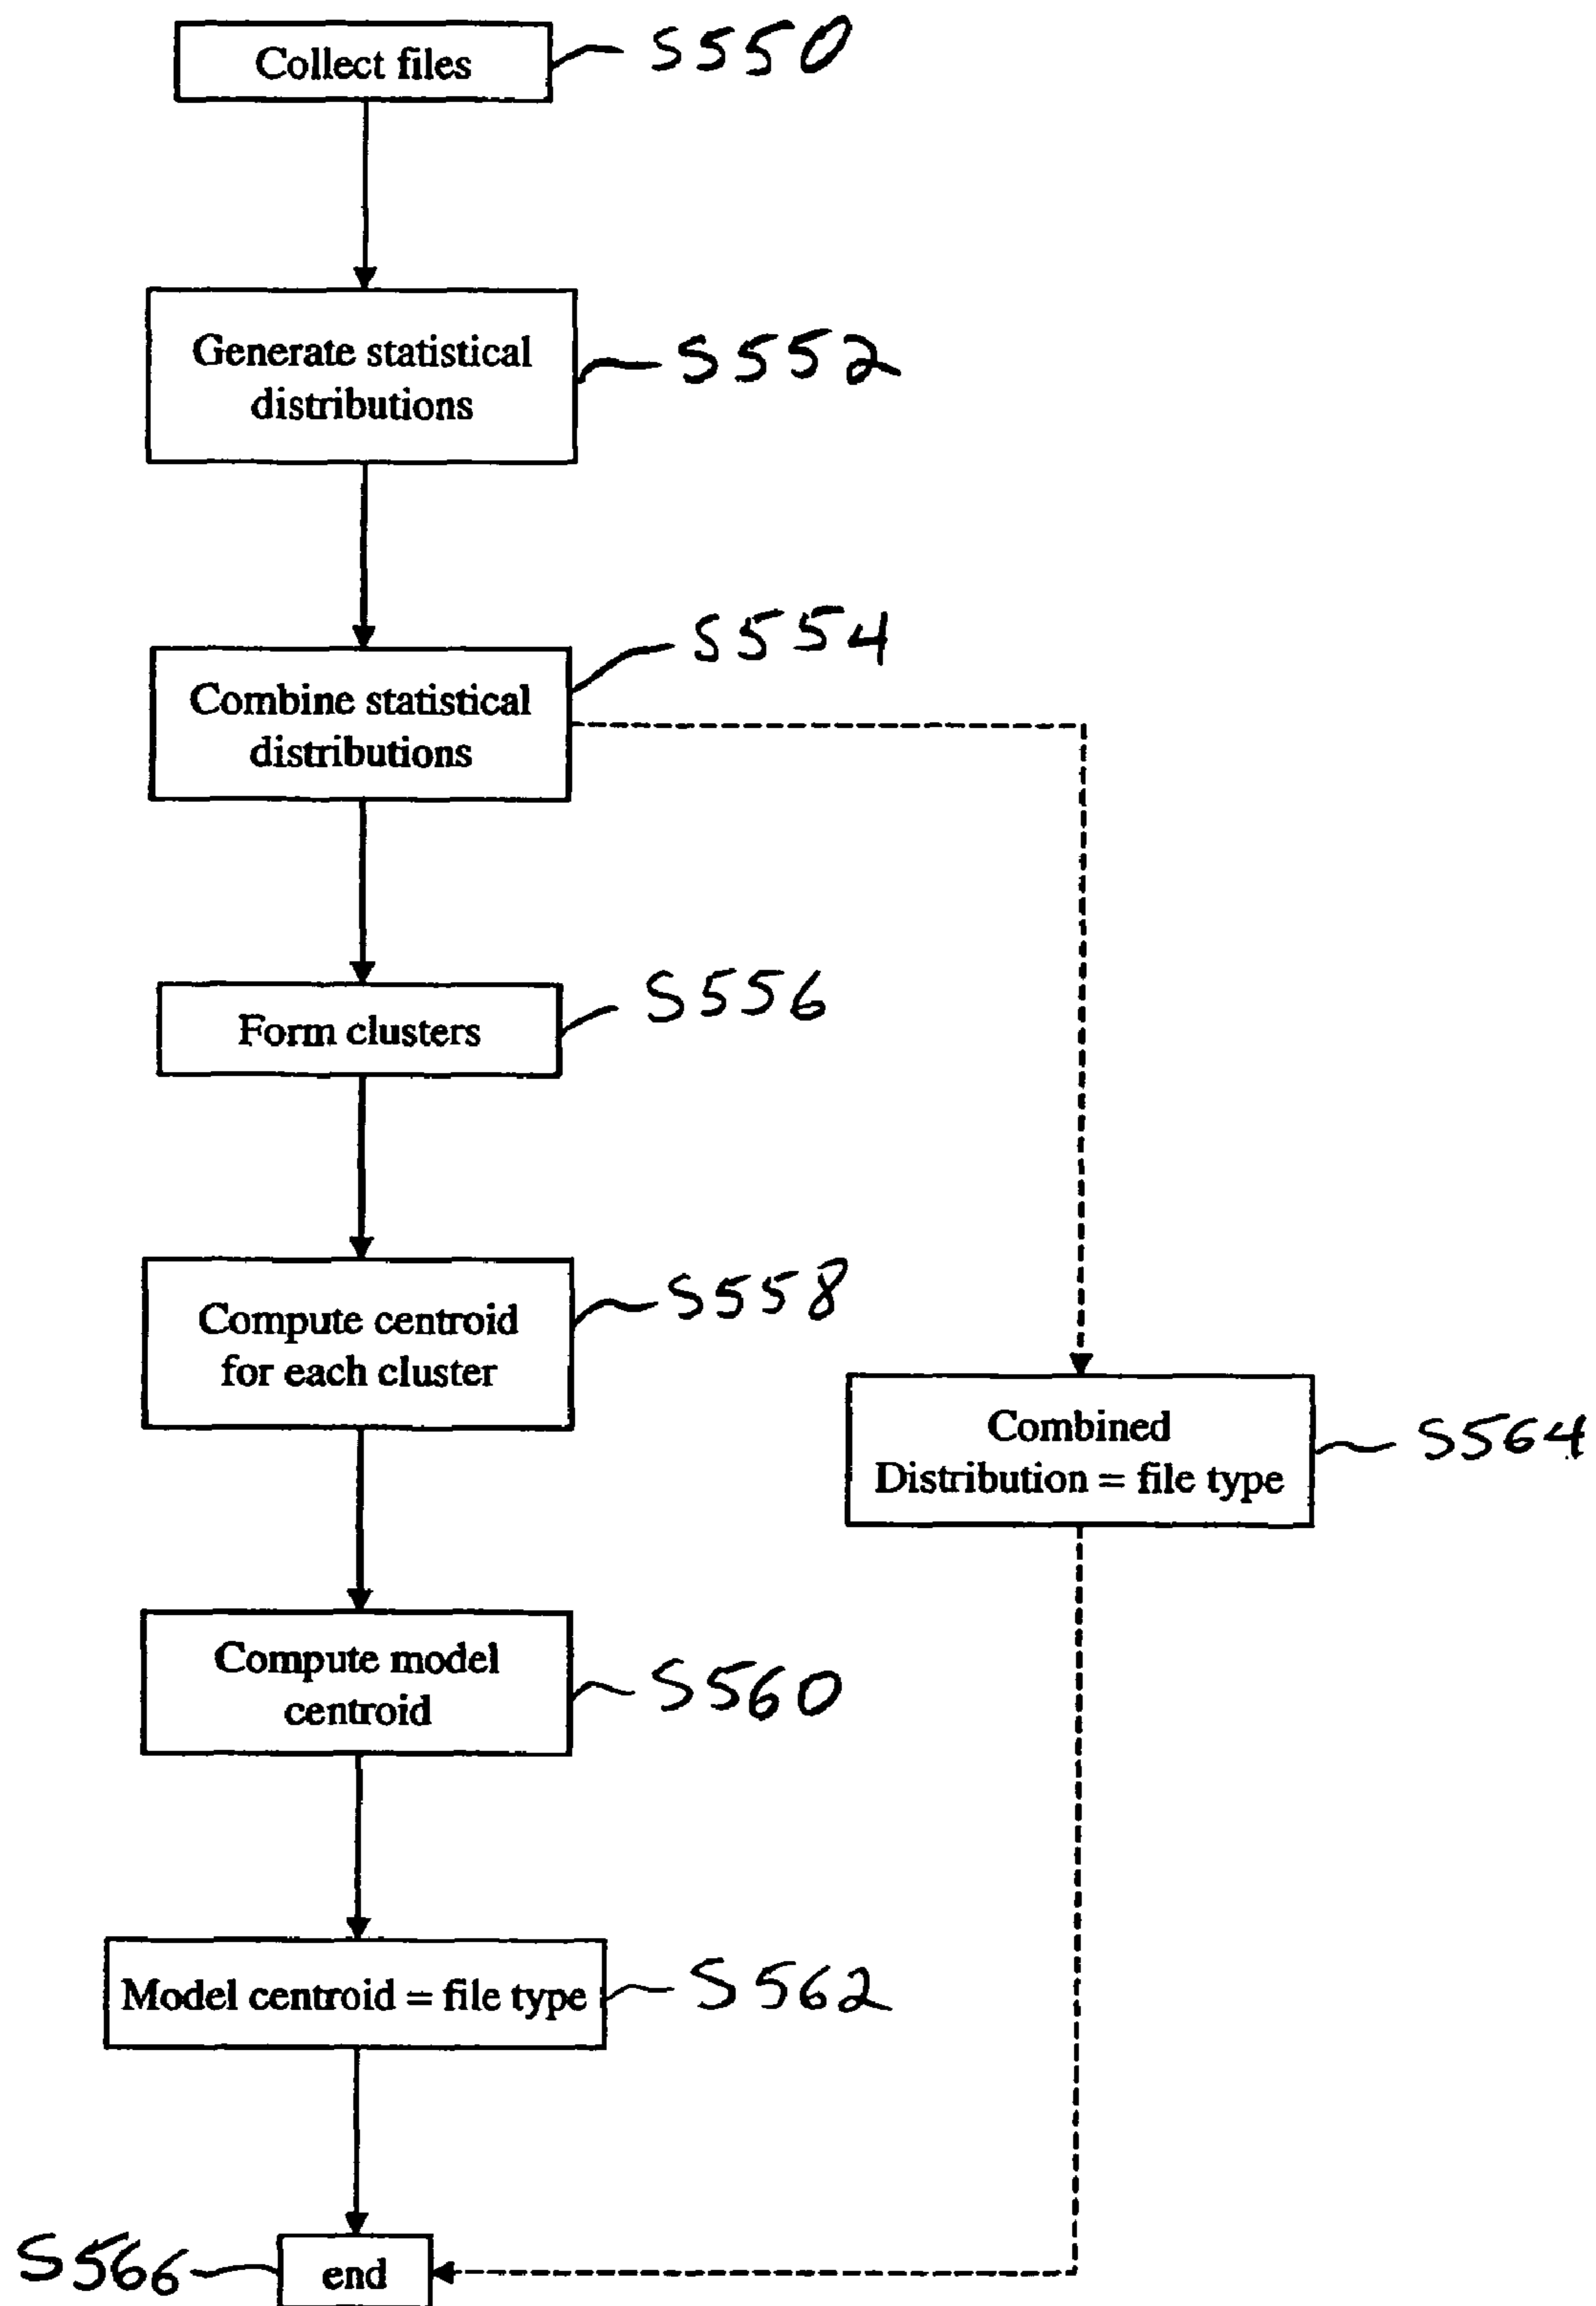 Collect files
S550
Generate statistical
distributions
S552
Combine statistical
distributions
S554
Form clusters
S556
Compute centroid
for each cluster
S558
Combined
Distribution = file type
S564
Compute model
centroid
S560
Model centroid = file type
S562
S566
end